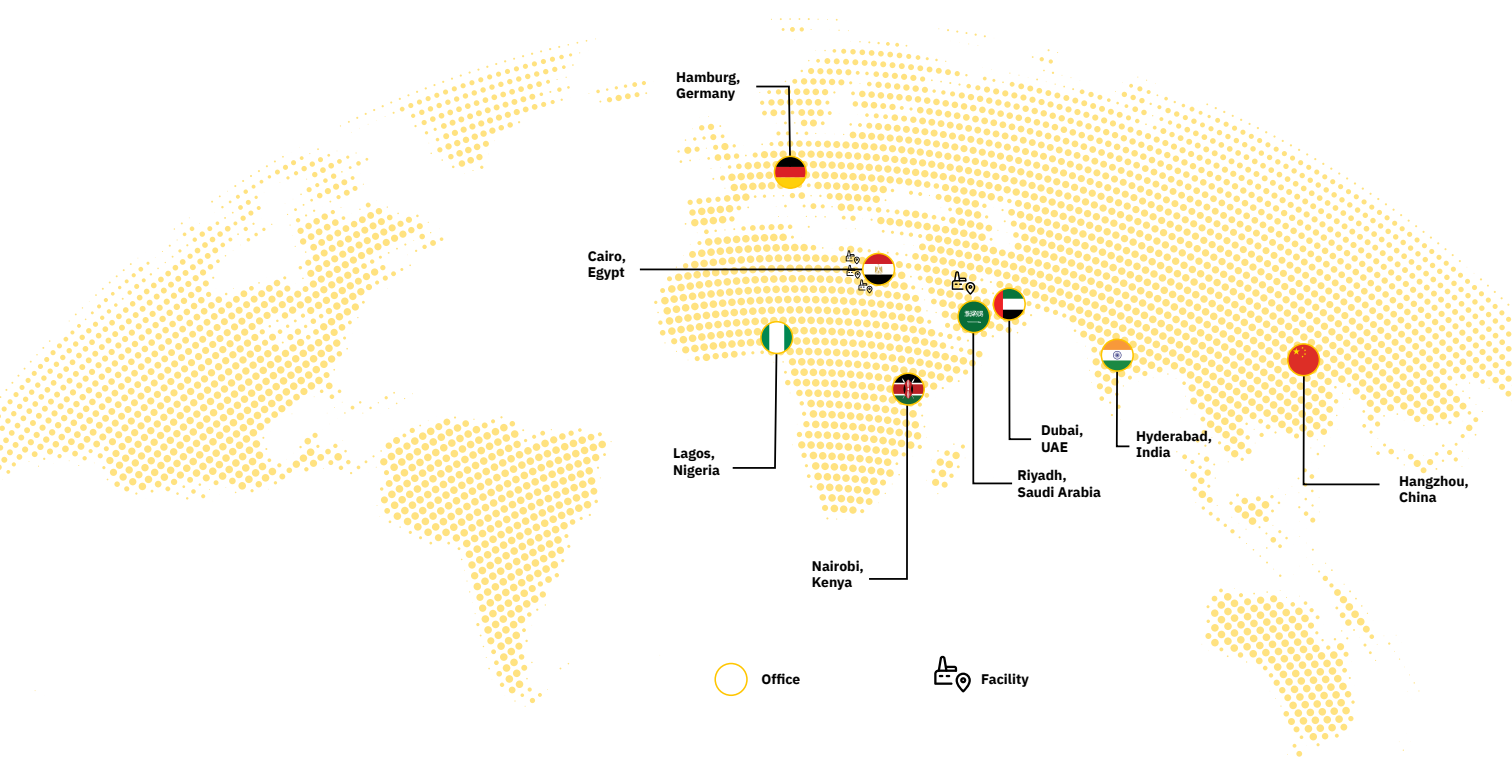 Hamburg,
Germany
Cairo,
Egypt
Lagos,
Nigeria
Dubai,
UAE
Hyderabad,
India
Riyadh,
Saudi Arabia
Hangzhou,
China
Nairobi,
Kenya
Office
Facility